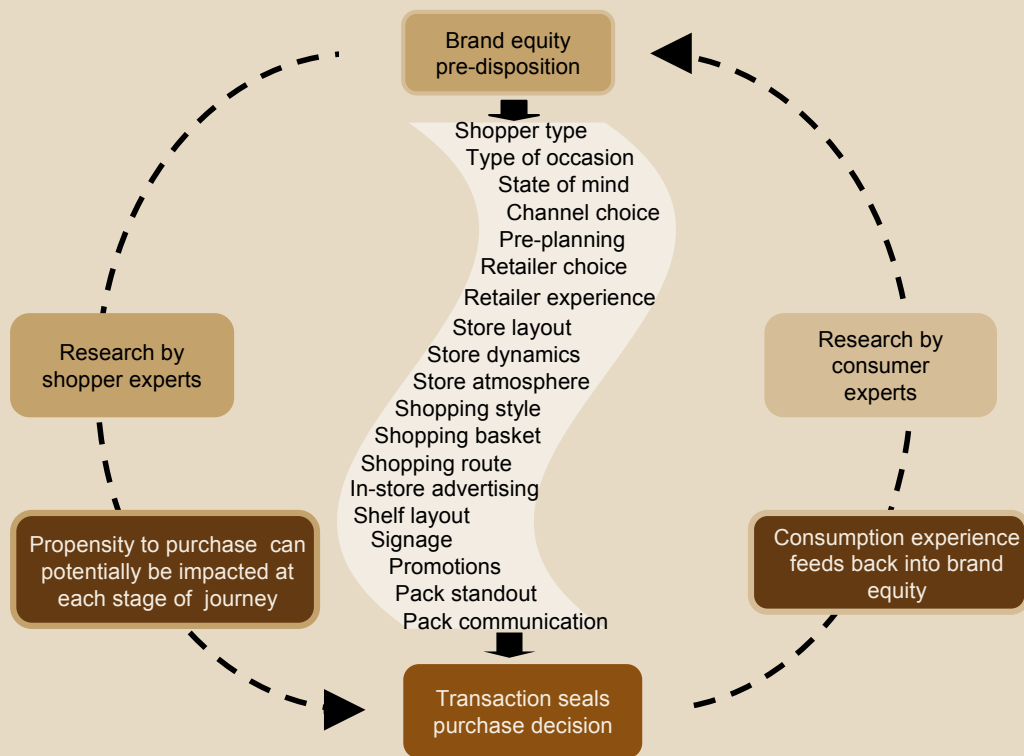 Brand equity
pre-disposition
Shopper type
Type of occasion
State of mind
Channel choice
Pre-planning
Retailer choice
Retailer experience
Store layout
Store dynamics
Store atmosphere
Shopping style
Shopping basket
Shopping route
In-store advertising
Shelf layout
Signage
Promotions
Pack standout
Pack communication
Research by
shopper experts
Propensity to purchase can
potentially be impacted at
each stage of journey
Research by
consumer
experts
Consumption experience
feeds back into brand
equity
Transaction seals
purchase decision